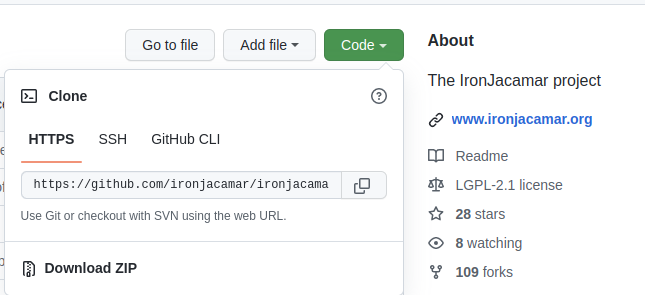 Go to file
Add file
Code
Clone
HTTPS
SSH
GitHub CLI
https://github.com/ironjacamar/ironjacama
Use Git or checkout with SVN using the web URL.
Download ZIP
About
The IronJacamar project
www.ironjacamar.org
Readme
LGPL-2.1 license
28 stars
8 watching
109 forks